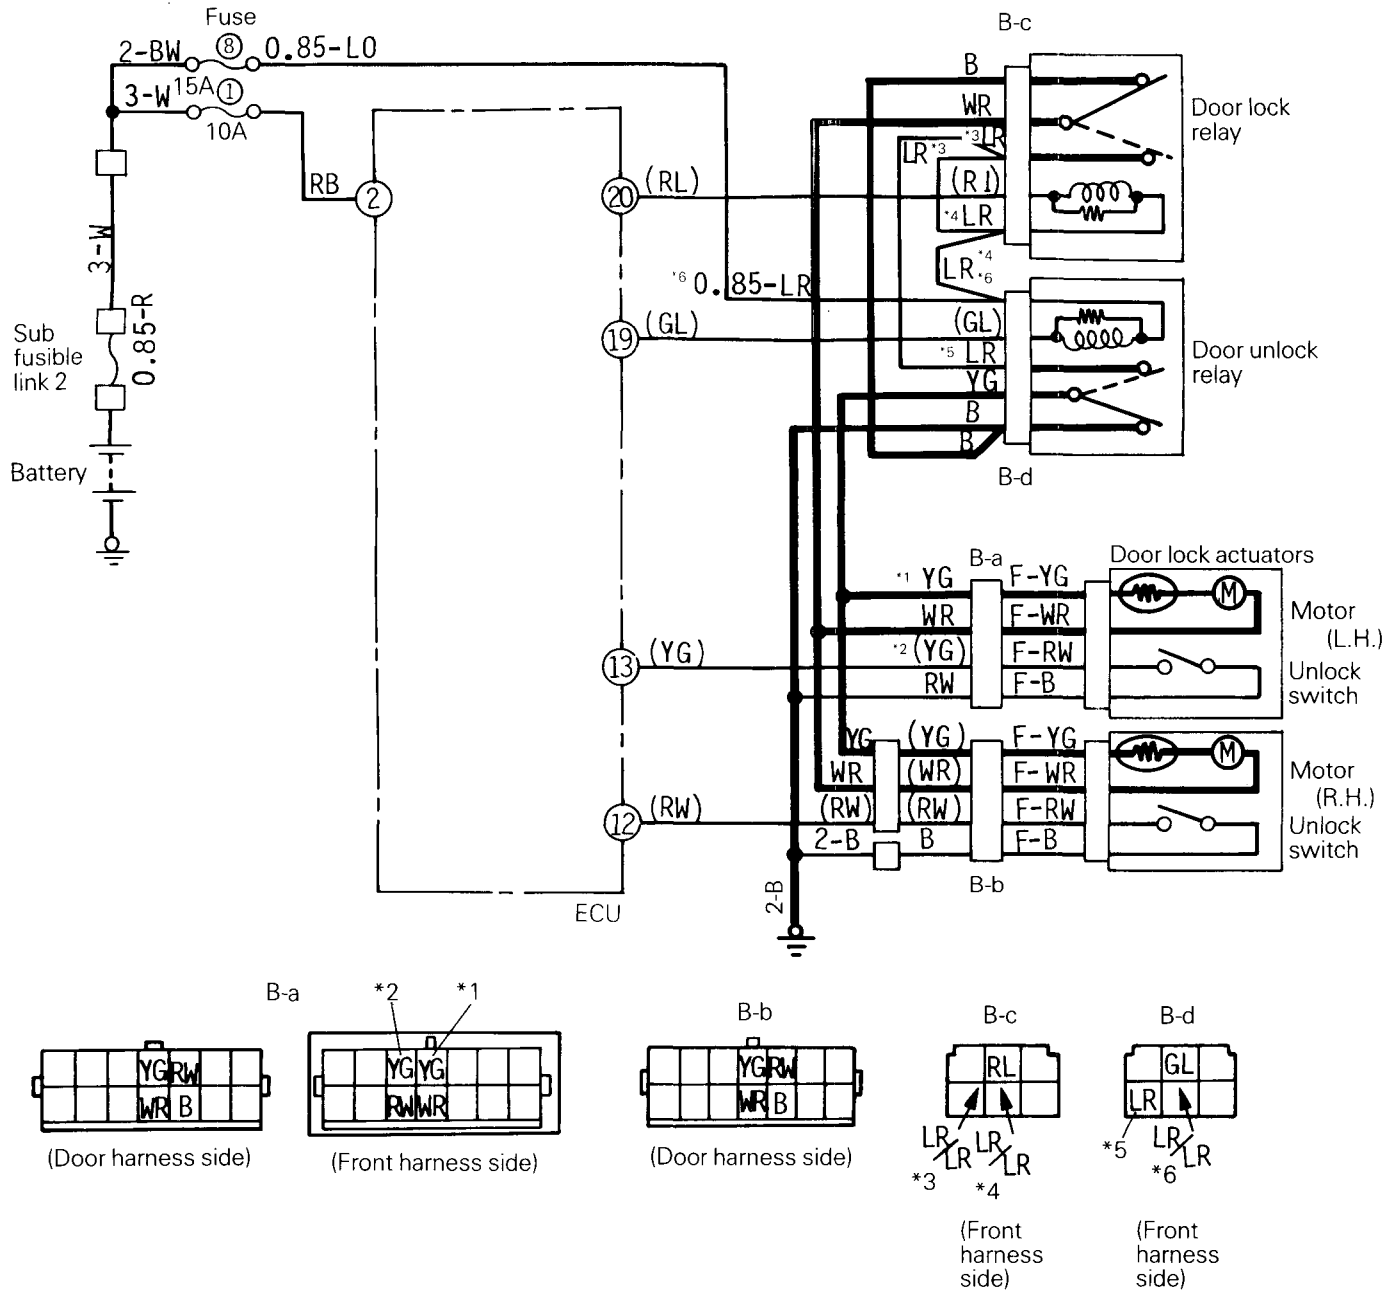 Fuse
2-BW 8 0.85-LO
3-W 15A 1
10A
RB 2
3-W
0.85-R
Sub
fusible
link 2
Battery
20 (RL)
19 (GL)
13 (YG)
12 (RW)
ECU
*6 0.85-LR
B-c
B
WR
*3 LR
LR *3
(RI)
*4 LR
LR *4
*6
Door lock
relay
(GL)
*5 LR
YG
B
B
B-d
Door unlock
relay
B-a
Door lock actuators
*1 YG F-YG M
WR F-WR
*2 (YG) F-RW
RW F-B
Motor
(L.H.)
Unlock
switch
YG (YG) F-YG M
WR (WR) F-WR
(RW) (RW) F-RW
2-B B F-B
Motor
(R.H.)
Unlock
switch
B-b
2-B
B-a *2 *1
YG RW
WR B
(Door harness side)
YG YG
RW WR
(Front harness side)
B-b
YG RW
WR B
(Door harness side)
B-c
RL
LR/LR LR/LR
*3 *4
(Front
harness
side)
B-d
GL
LR
*5 LR/LR
*6
(Front
harness
side)